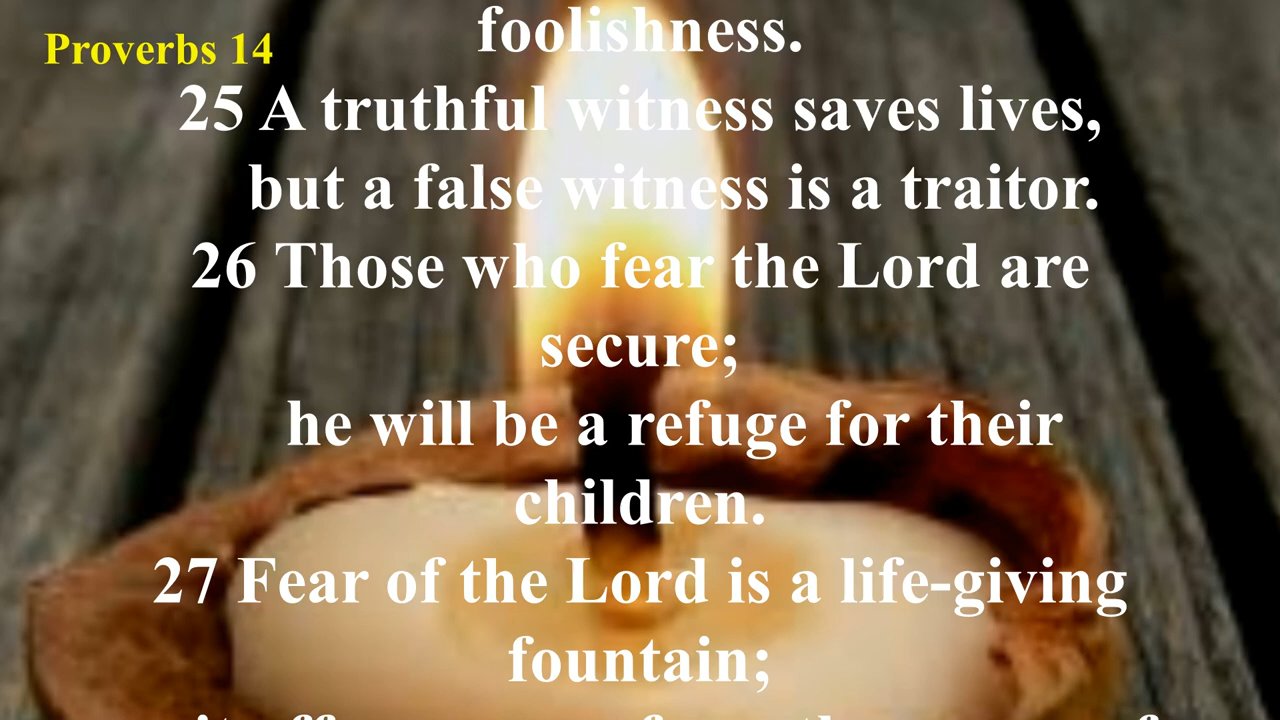 Proverbs 14
foolishness.
25 A truthful witness saves lives,
but a false witness is a traitor.
26 Those who fear the Lord are
secure;
he will be a refuge for their
children.
27 Fear of the Lord is a life-giving
fountain;